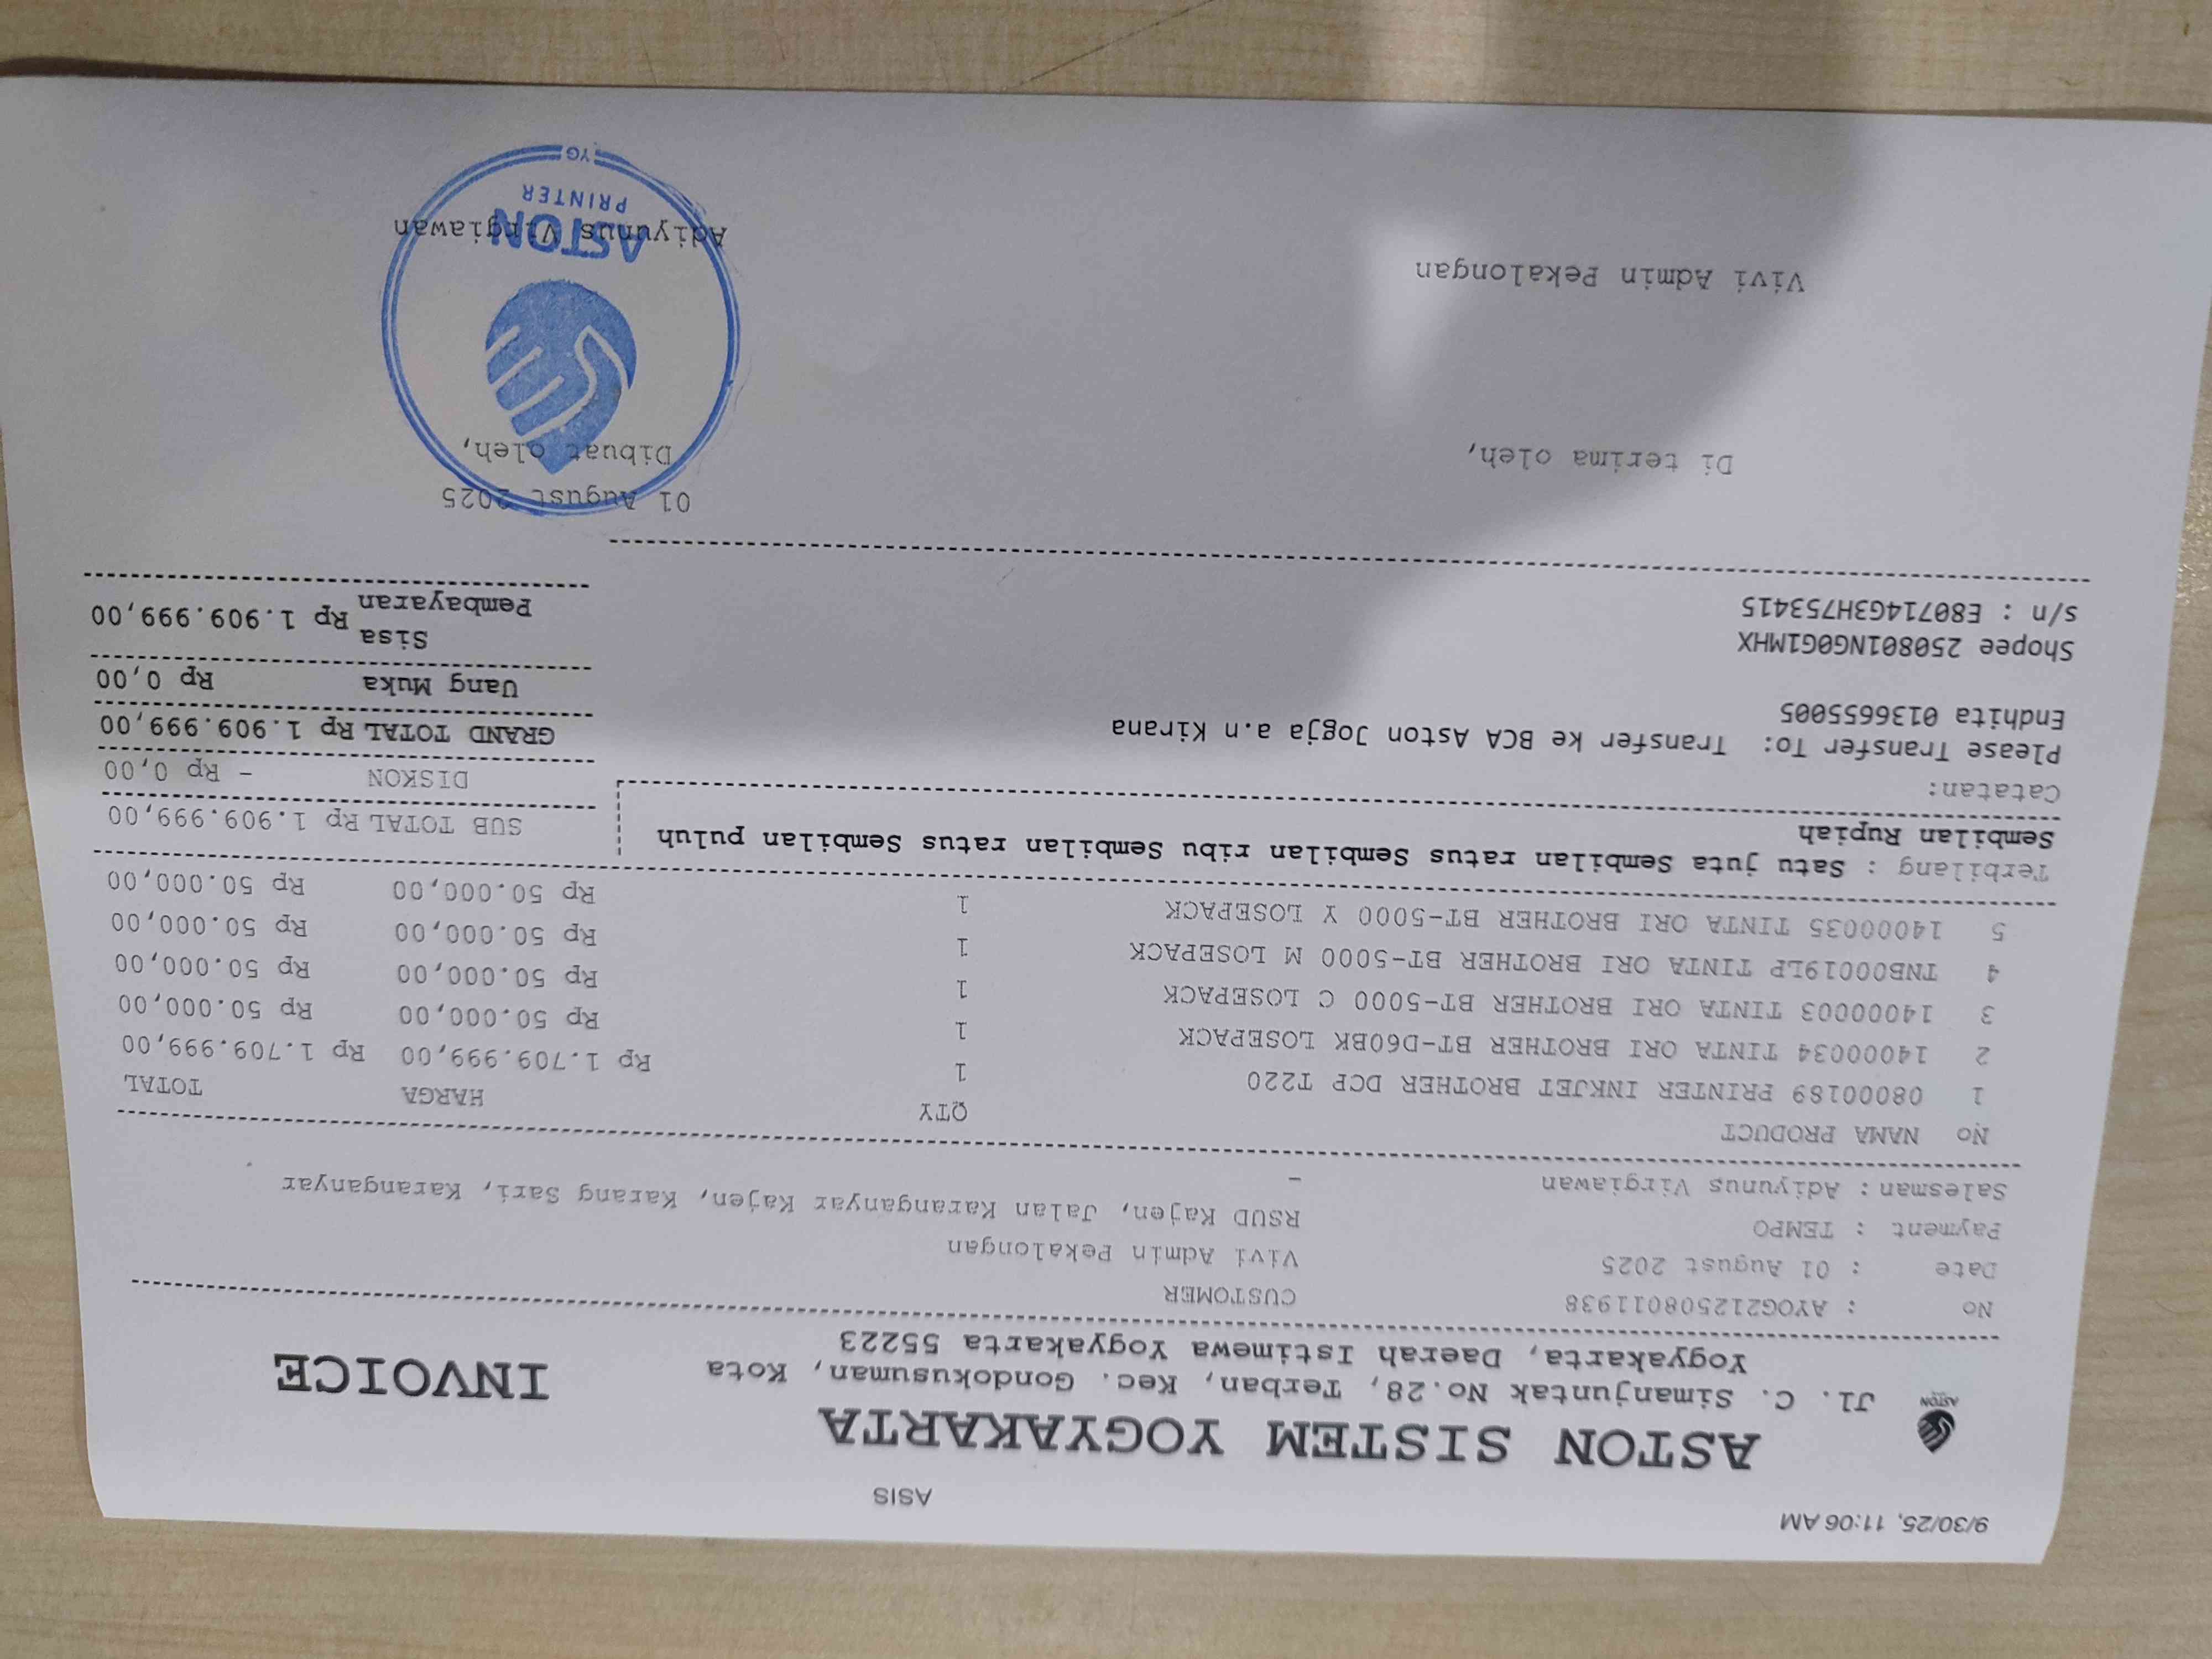 9/30/25, 11:06 AM
ASIS
ASTON
ASTON SISTEM YOGYAKARTA
Jl. C. Simanjuntak No.28, Terban, Kec. Gondokusuman, Kota
Yogyakarta, Daerah Istimewa Yogyakarta 55223
INVOICE
No : AYOG212508011938
Date : 01 August 2025
Payment : TEMPO
Salesman : Adiyunus Virgiawan
CUSTOMER
Vivi Admin Pekalongan
RSUD Kajen, Jalan Karanganyar Kajen, Karang Sari, Karanganyar
-
No NAMA PRODUCT QTY HARGA TOTAL
1 08000189 PRINTER INKJET BROTHER DCP T220 1 Rp 1.709.999,00 Rp 1.709.999,00
2 14000034 TINTA ORI BROTHER BT-D60BK LOSEPACK 1 Rp 50.000,00 Rp 50.000,00
3 14000003 TINTA ORI BROTHER BT-5000 C LOSEPACK 1 Rp 50.000,00 Rp 50.000,00
4 TNB00019LP TINTA ORI BROTHER BT-5000 M LOSEPACK 1 Rp 50.000,00 Rp 50.000,00
5 14000035 TINTA ORI BROTHER BT-5000 Y LOSEPACK 1 Rp 50.000,00 Rp 50.000,00
Terbilang : Satu juta Sembilan ratus Sembilan ribu Sembilan ratus Sembilan puluh
Sembilan Rupiah
SUB TOTAL Rp 1.909.999,00
DISKON - Rp 0,00
GRAND TOTAL Rp 1.909.999,00
Uang Muka Rp 0,00
Sisa
Pembayaran Rp 1.909.999,00
Catatan:
Please Transfer To: Transfer ke BCA Aston Jogja a.n Kirana
Endhita 0136655005
Shopee 250801NG0G1MHX
s/n : E80714G3H753415
01 August 2025
Di terima oleh,
Dibuat oleh,
Vivi Admin Pekalongan
Adiyunus Virgiawan
ASTON
PRINTER
YG